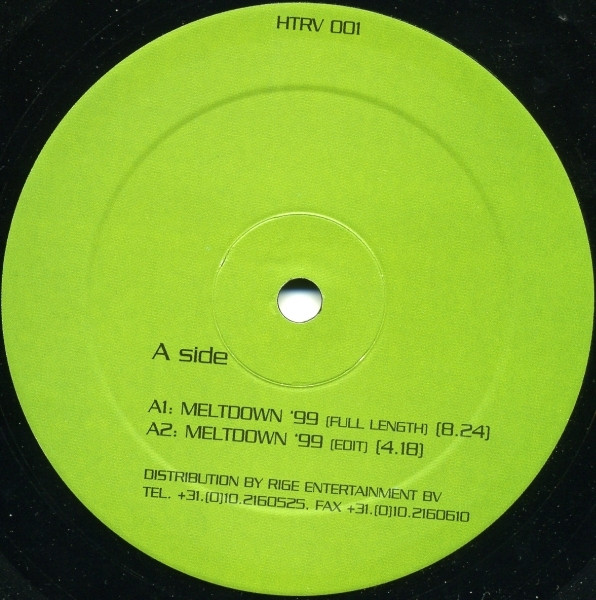 HTRV 001
A side
A1: MELTDOWN '99 (FULL LENGTH) (8.24)
A2: MELTDOWN '99 (EDIT) (4.18)
DISTRIBUTION BY RIGE ENTERTAINMENT BV
TEL. +31.(0)10.2160525, FAX +31.(0)10.2160610